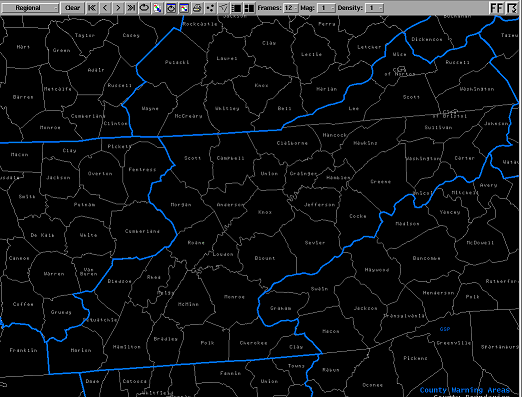 Regional Clear Frames: 12 Mag: 1 Density: 1
Rockcastle Perry
Taylor Casey Clay Letcher Dickenson
Hart Green Pulaski Laurel Leslie Wise Russell
Adair Knox Harlan of Norton Washington
Barren Metcalfe Russell Scott
Cumberland Wayne McCreary Whitley Bell Lee
Monroe Clinton of Bristol
Sullivan Johnson
Macon Clay Pickett Scott Campbell Claiborne Hancock Hawkins
Washington Carter
Jackson Overton Fentress Union Grainger Hamblen Greene
Smith Unicoi Mitchell Avery
Putnam Morgan Anderson Knox Jefferson Cocke Yancey
Madison
De Kalb White Cumberland Roane Sevier McDowell
Loudon Blount Buncombe
Cannon Warren Van Buren Bledsoe Rhea Haywood
Swain
Coffee Grundy McMinn Monroe Graham Henderson Polk Rutherford
Sequatchie Jackson Transylvania
Macon GSP
Franklin Marion Hamilton Bradley Polk Cherokee Clay Greenville Spartanburg
Pickens
Dade Catoosa Fannin Union Towns Rabun Oconee
County Warning Areas